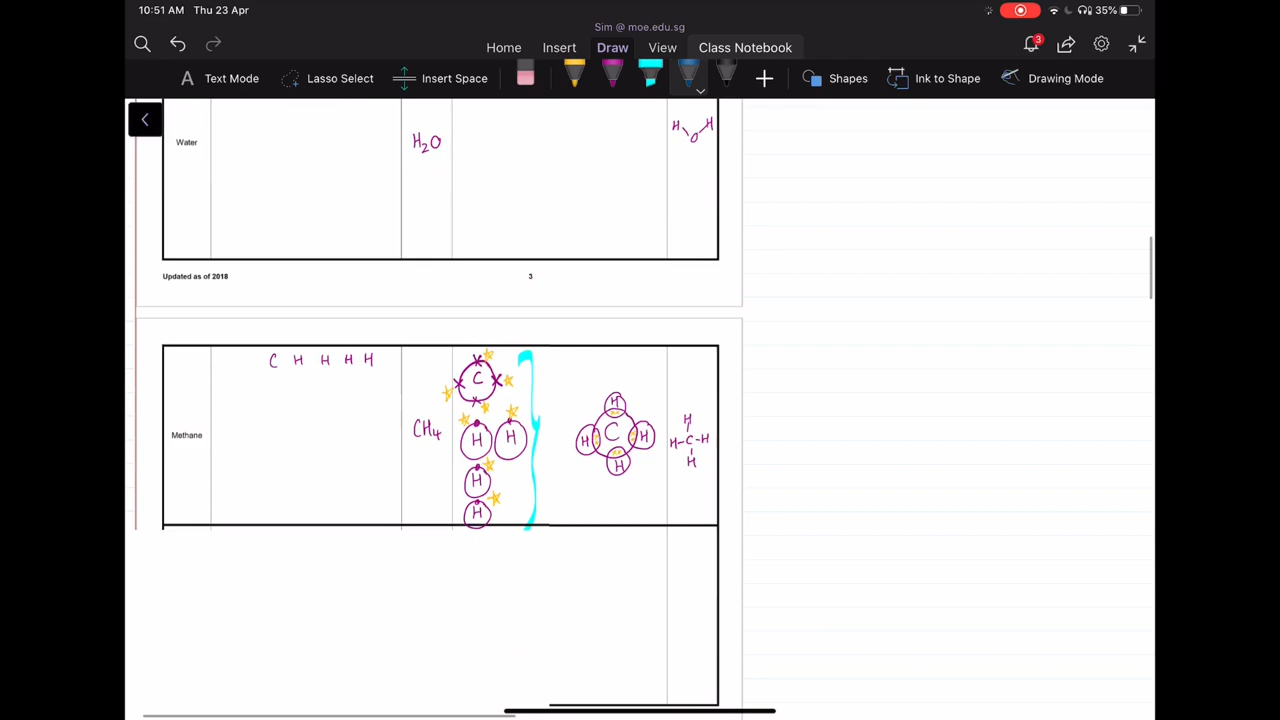 10:51 AM Thu 23 Apr
35%
Sim @ moe.edu.sg
Home Insert Draw View Class Notebook
3
A Text Mode Lasso Select Insert Space Shapes Ink to Shape Drawing Mode
Water
H2O
H H
O
Updated as of 2018
3
Methane
C H H H H
CH4
C
H H
H
H
H
H C H
H
H
H-C-H
H